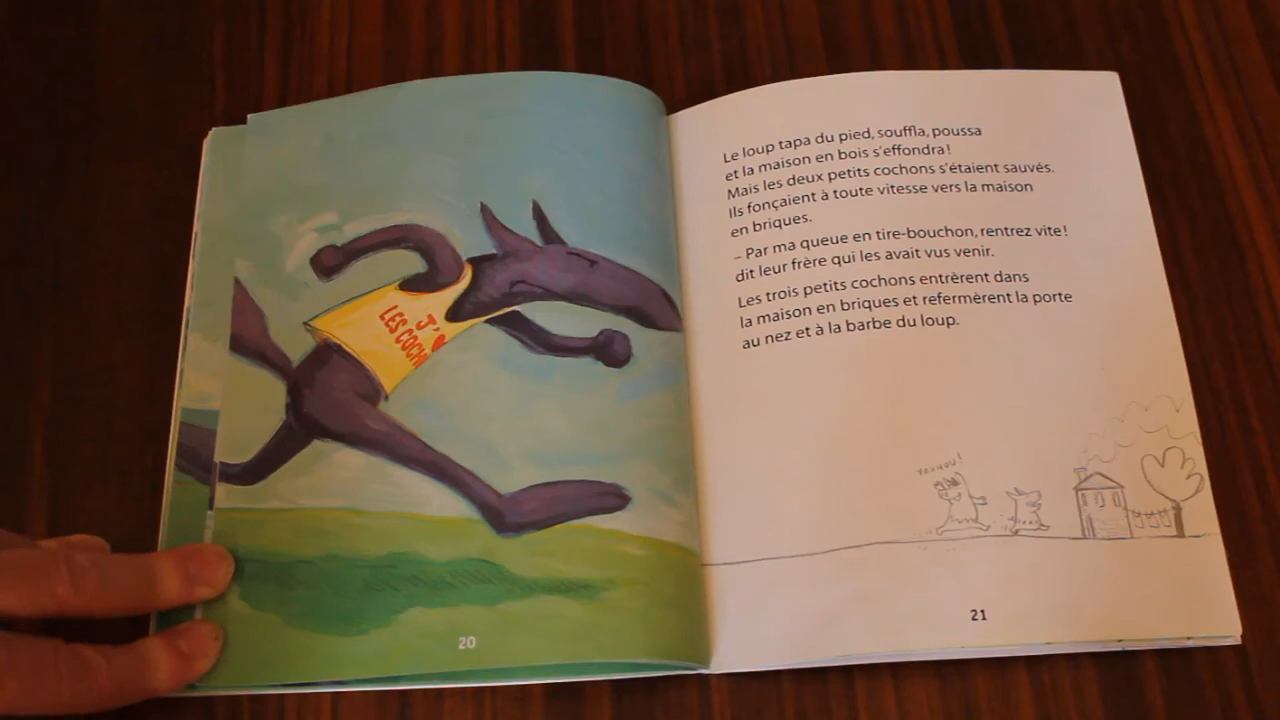 J'
LES COCH
20
Le loup tapa du pied, souffla, poussa
et la maison en bois s'effondra!
Mais les deux petits cochons s'étaient sauvés.
Ils fonçaient à toute vitesse vers la maison
en briques.
– Par ma queue en tire-bouchon, rentrez vite!
dit leur frère qui les avait vus venir.
Les trois petits cochons entrèrent dans
la maison en briques et refermèrent la porte
au nez et à la barbe du loup.
YOUHOU!
21